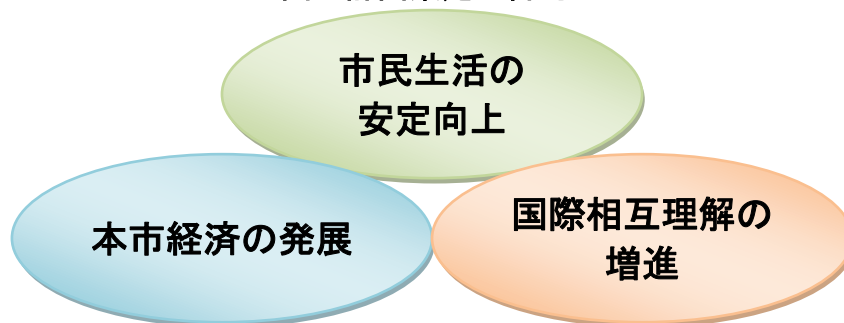 市民生活の
安定向上
本市経済の発展
国際相互理解の
増進